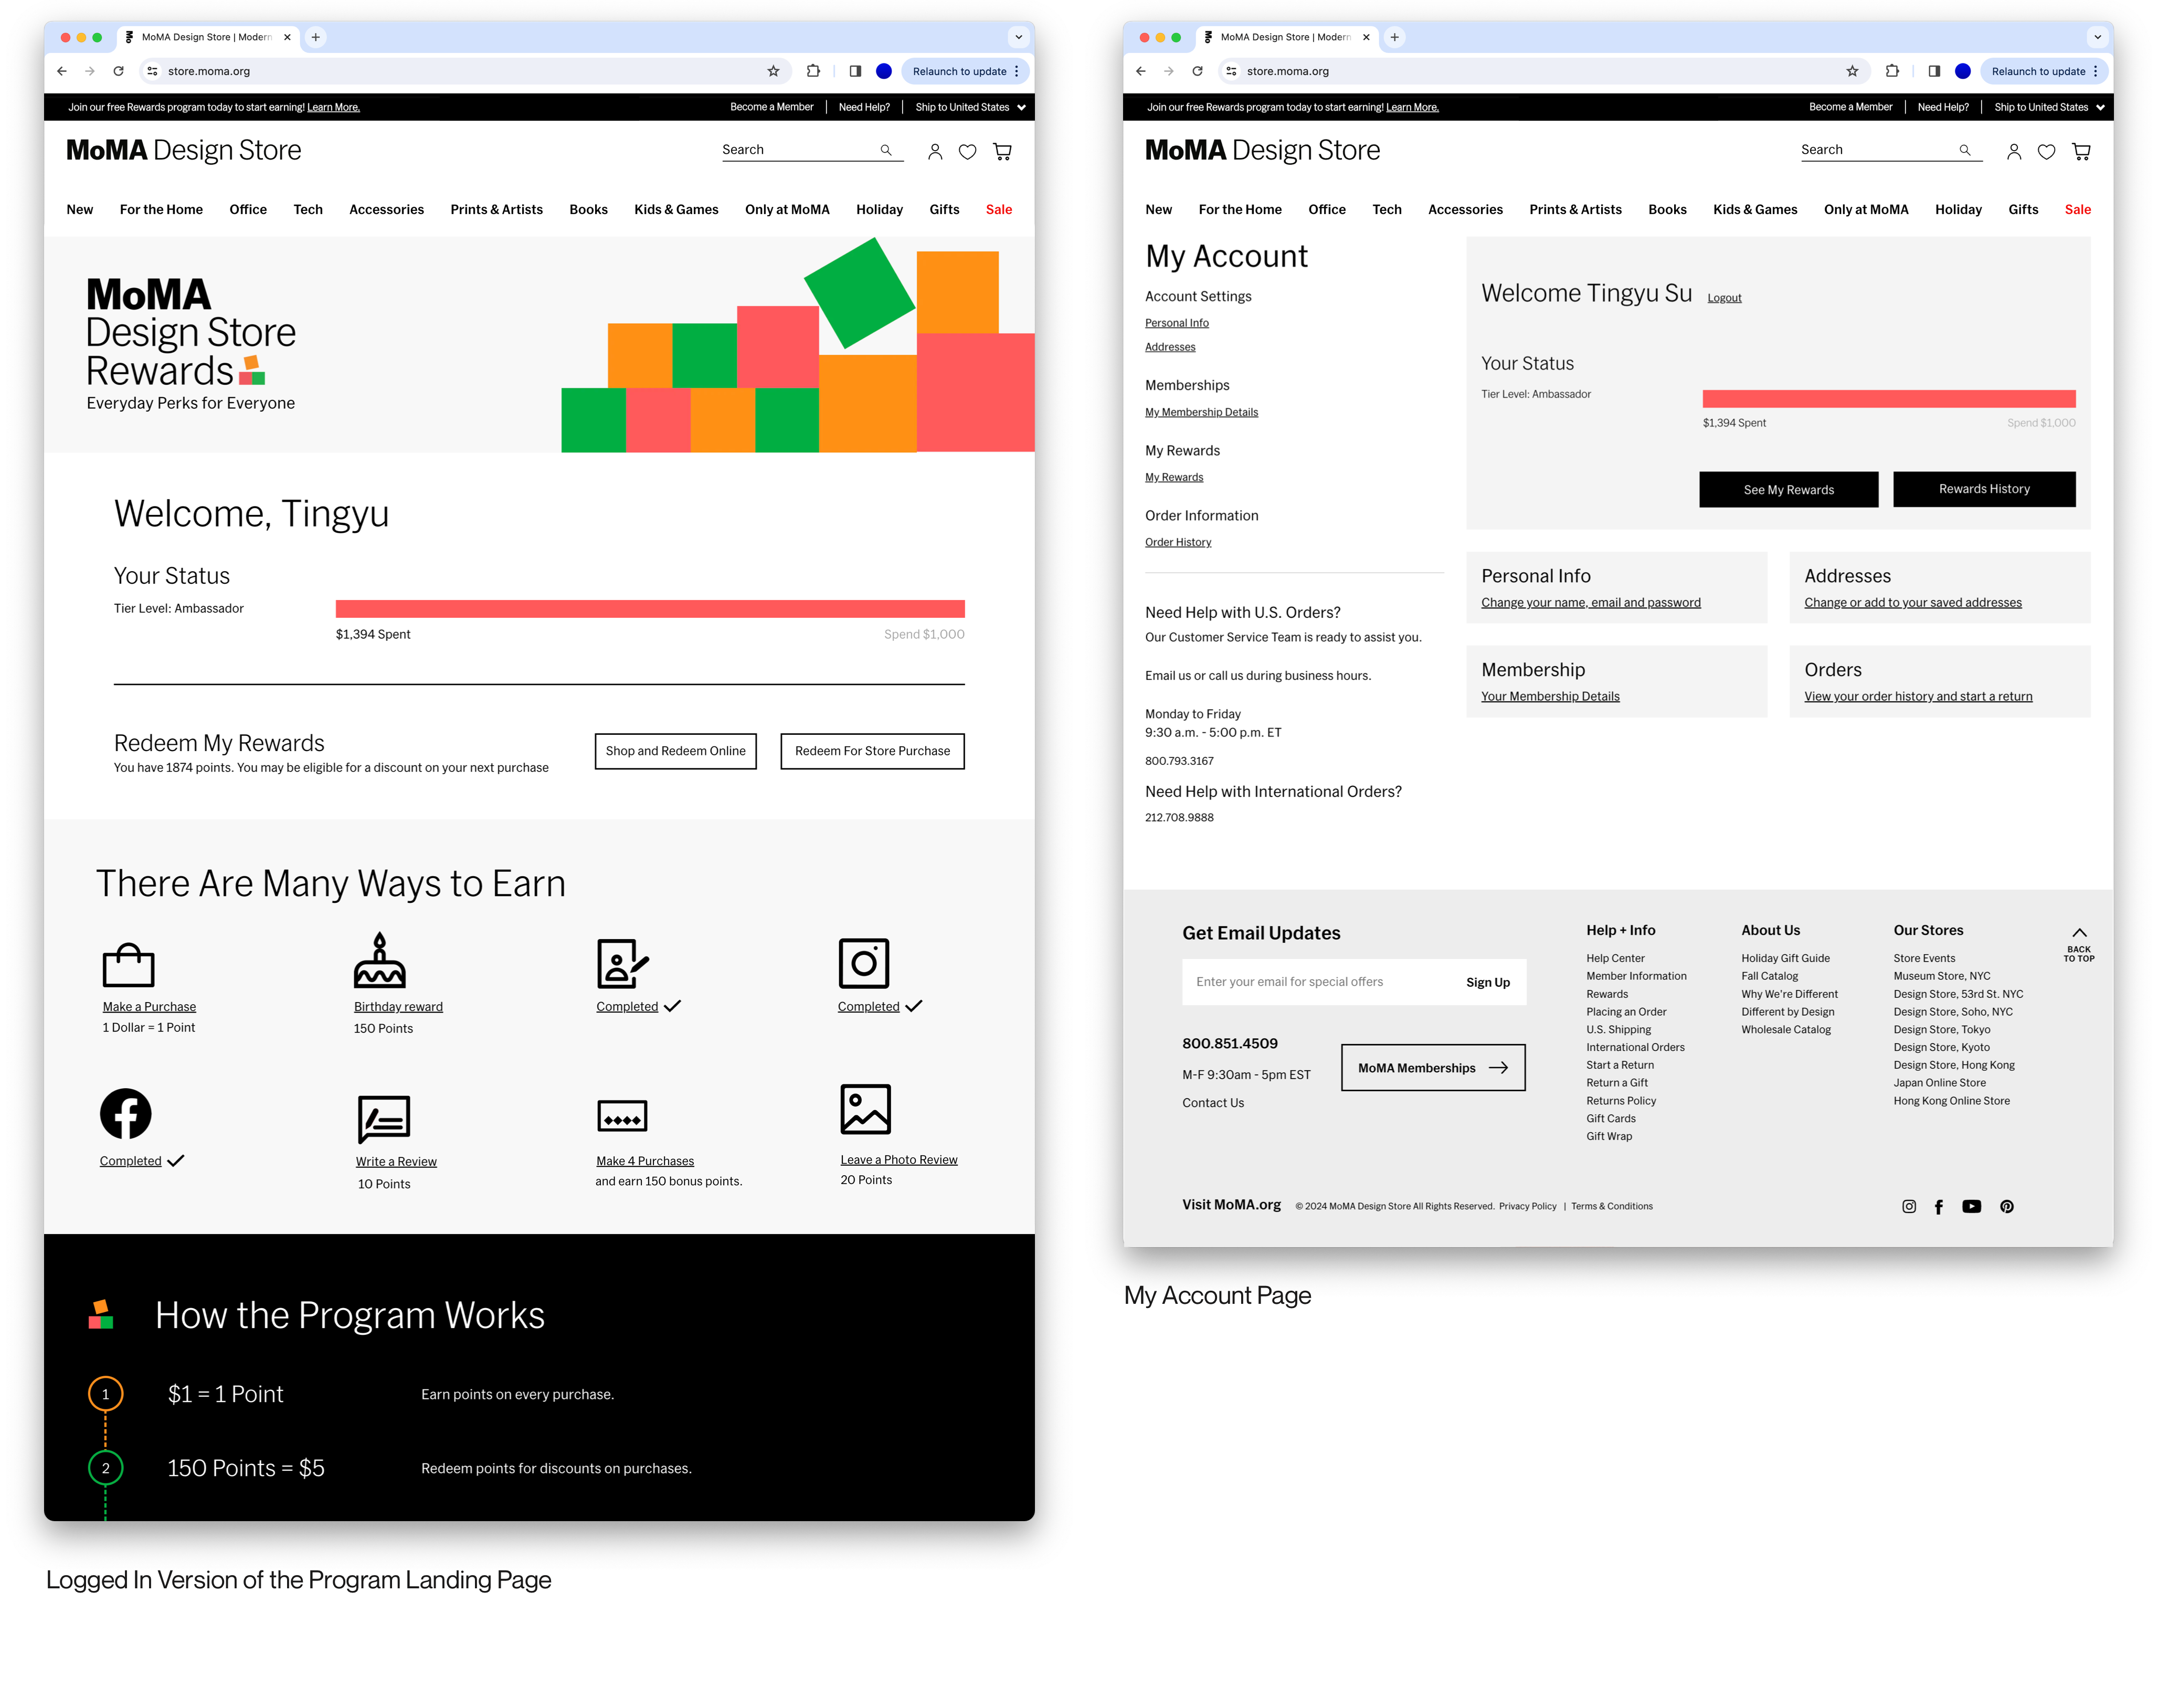 MoMA Design Store | Modern
store.moma.org
Relaunch to update
Join our free Rewards program today to start earning! Learn More.
Become a Member
Need Help?
Ship to United States
MoMA Design Store
Search
New For the Home Office Tech Accessories Prints & Artists Books Kids & Games Only at MoMA Holiday Gifts Sale
MoMA
Design Store
Rewards
Everyday Perks for Everyone
Welcome, Tingyu
Your Status
Tier Level: Ambassador
$1,394 Spent
Spend $1,000
Redeem My Rewards
You have 1874 points. You may be eligible for a discount on your next purchase
Shop and Redeem Online
Redeem For Store Purchase
There Are Many Ways to Earn
Make a Purchase
1 Dollar = 1 Point
Birthday reward
150 Points
Completed
Completed
Completed
Write a Review
10 Points
Make 4 Purchases
and earn 150 bonus points.
Leave a Photo Review
20 Points
How the Program Works
1
$1 = 1 Point
Earn points on every purchase.
2
150 Points = $5
Redeem points for discounts on purchases.
Logged In Version of the Program Landing Page
MoMA Design Store | Modern
store.moma.org
Relaunch to update
Join our free Rewards program today to start earning! Learn More.
Become a Member
Need Help?
Ship to United States
MoMA Design Store
Search
New For the Home Office Tech Accessories Prints & Artists Books Kids & Games Only at MoMA Holiday Gifts Sale
My Account
Account Settings
Personal Info
Addresses
Memberships
My Membership Details
My Rewards
My Rewards
Order Information
Order History
Need Help with U.S. Orders?
Our Customer Service Team is ready to assist you.
Email us or call us during business hours.
Monday to Friday
9:30 a.m. - 5:00 p.m. ET
800.793.3167
Need Help with International Orders?
212.708.9888
Welcome Tingyu Su
Logout
Your Status
Tier Level: Ambassador
$1,394 Spent
Spend $1,000
See My Rewards
Rewards History
Personal Info
Change your name, email and password
Addresses
Change or add to your saved addresses
Membership
Your Membership Details
Orders
View your order history and start a return
Get Email Updates
Enter your email for special offers
Sign Up
800.851.4509
M-F 9:30am - 5pm EST
Contact Us
MoMA Memberships
Help + Info
Help Center
Member Information
Rewards
Placing an Order
U.S. Shipping
International Orders
Start a Return
Return a Gift
Returns Policy
Gift Cards
Gift Wrap
About Us
Holiday Gift Guide
Fall Catalog
Why We're Different
Different by Design
Wholesale Catalog
Our Stores
Store Events
Museum Store, NYC
Design Store, 53rd St. NYC
Design Store, Soho, NYC
Design Store, Tokyo
Design Store, Kyoto
Design Store, Hong Kong
Japan Online Store
Hong Kong Online Store
BACK
TO TOP
Visit MoMA.org
© 2024 MoMA Design Store All Rights Reserved. Privacy Policy | Terms & Conditions
My Account Page